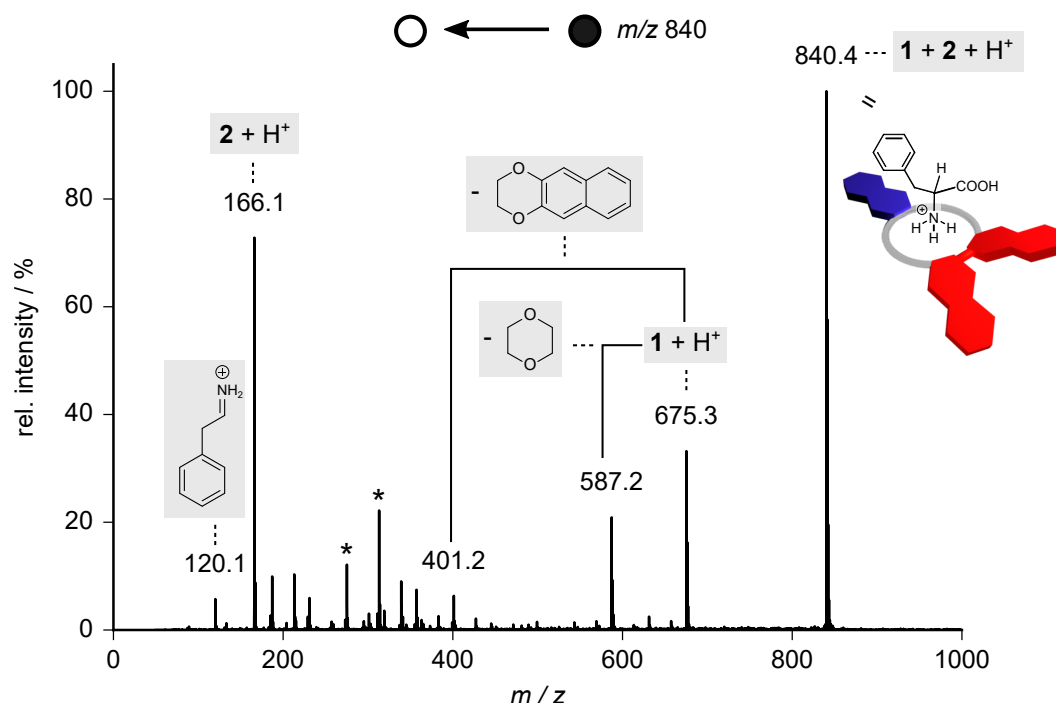 m/z 840
840.4
1 + 2 + H⁺
=
100
80
60
40
20
0
rel. intensity / %
2 + H⁺
166.1
-
O
O
-
O
O
1 + H⁺
675.3
587.2
401.2
+
NH₂
120.1
*
*
H
COOH
+
H N H
H
0
200
400
600
800
1000
m / z